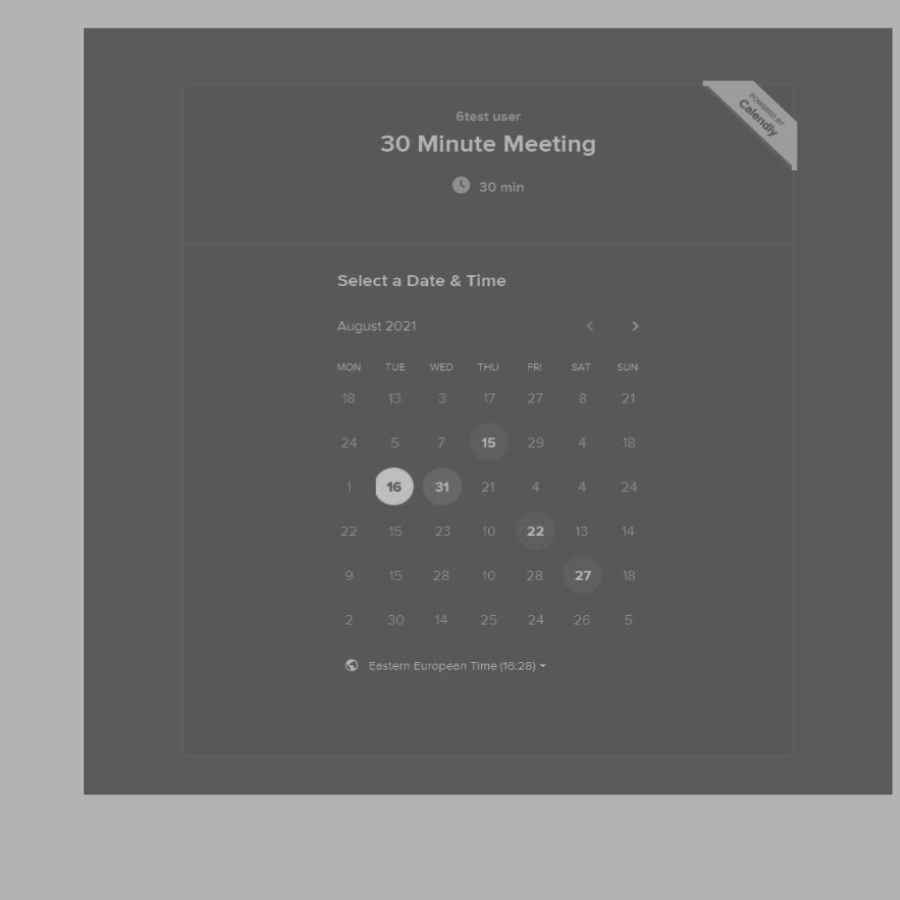 POWERED BY
Calendly
6test user
30 Minute Meeting
30 min
Select a Date & Time
August 2021
MON TUE WED THU FRI SAT SUN
18 13 3 17 27 8 21
24 5 7 15 29 4 18
1 16 31 21 4 4 24
22 15 23 10 22 13 14
9 15 28 10 28 27 18
2 30 14 25 24 26 5
Eastern European Time (16:28)